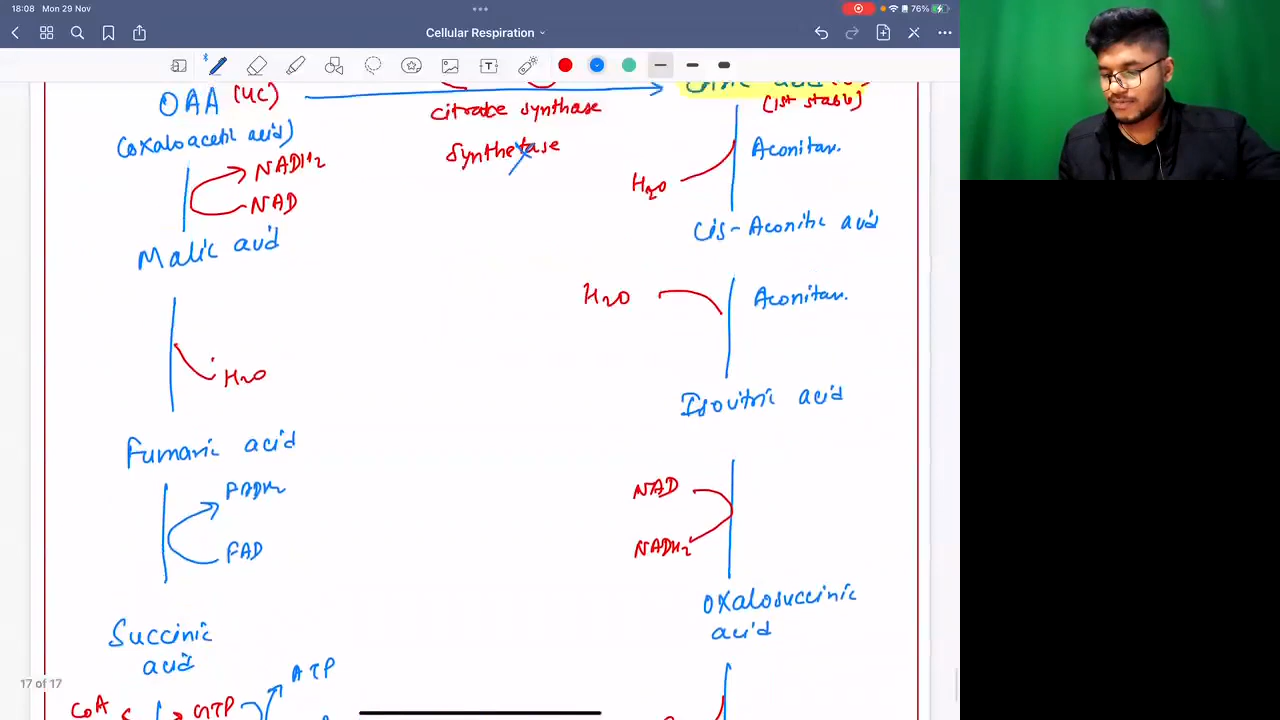 18:08 Mon 29 Nov
76%
Cellular Respiration
OAA (4C)
(oxaloacetic acid)
citrate synthase
Synthetase
(1st stable)
NADH2
NAD
H2O
Aconitas.
Malic acid
Cis-Aconitic acid
H2O
Aconitas.
H2O
Isocitric acid
Fumaric acid
FADH2
FAD
NAD
NADH2
Oxalosuccinic
acid
Succinic
acid
ATP
17 of 17
CoA
GTP